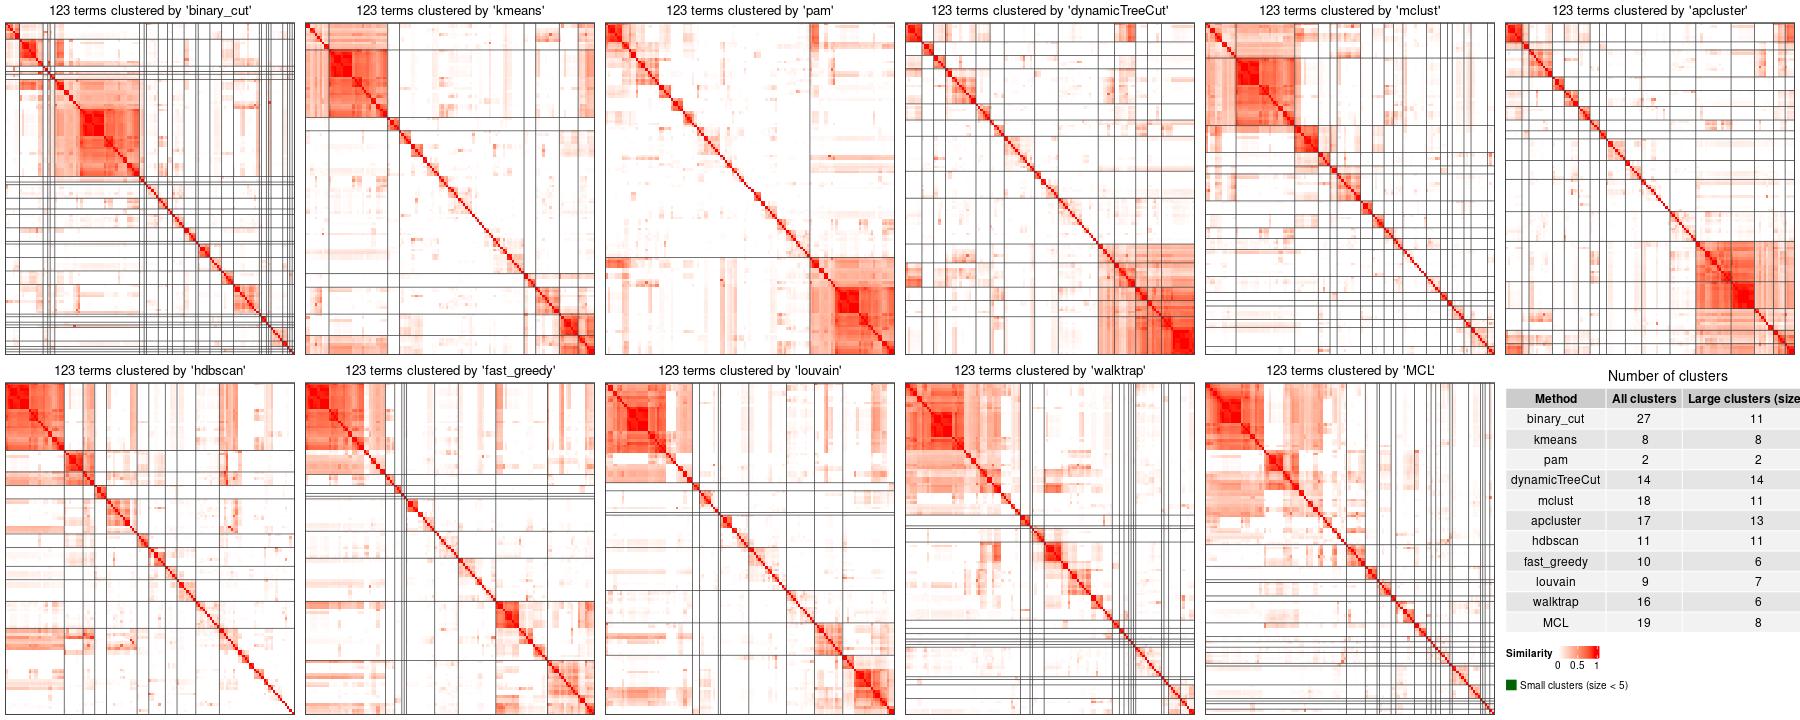 123 terms clustered by 'binary_cut'
123 terms clustered by 'kmeans'
123 terms clustered by 'pam'
123 terms clustered by 'dynamicTreeCut'
123 terms clustered by 'mclust'
123 terms clustered by 'apcluster'
123 terms clustered by 'hdbscan'
123 terms clustered by 'fast_greedy'
123 terms clustered by 'louvain'
123 terms clustered by 'walktrap'
123 terms clustered by 'MCL'
Number of clusters
Method All clusters Large clusters (size
binary_cut 27 11
kmeans 8 8
pam 2 2
dynamicTreeCut 14 14
mclust 18 11
apcluster 17 13
hdbscan 11 11
fast_greedy 10 6
louvain 9 7
walktrap 16 6
MCL 19 8
Similarity
0 0.5 1
Small clusters (size < 5)